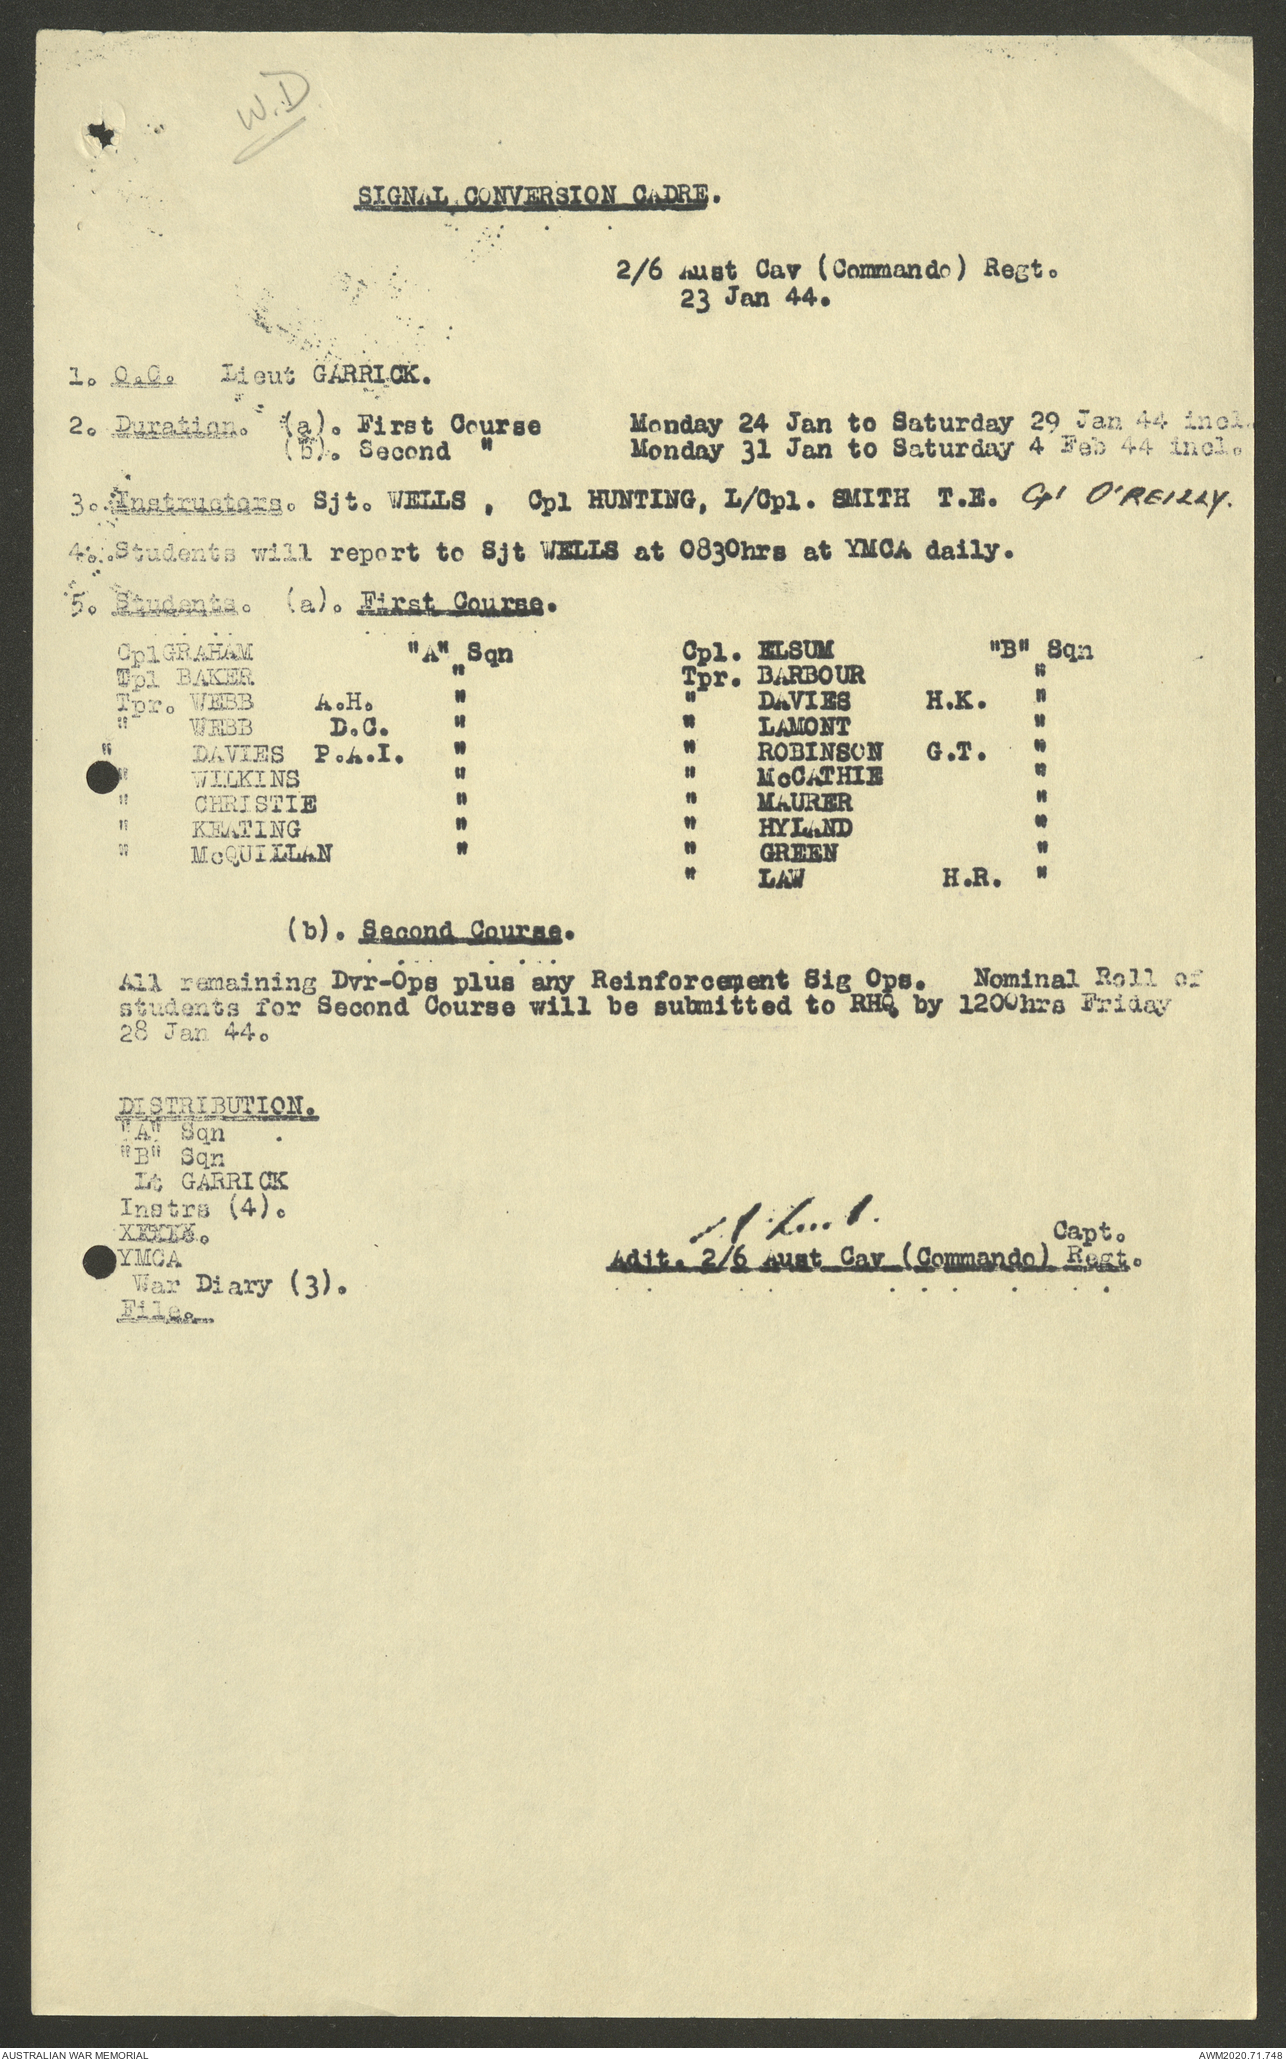 W.D
SIGNAL CONVERSION CADRE.
2/6 Aust Cav (Commando) Regt.
23 Jan 44.
1. O.C. Lieut GARRICK.
2. Duration. (a). First Course Monday 24 Jan to Saturday 29 Jan 44 incl.
(b). Second " Monday 31 Jan to Saturday 4 Feb 44 incl.
3. Instructors. Sjt. WELLS , Cpl HUNTING, L/Cpl. SMITH T.E. Cpl O'REILLY.
4. Students will report to Sjt WELLS at 0830hrs at YMCA daily.
5. Students. (a). First Course.
CplGRAHAM "A" Sqn Cpl. ELSUM "B" Sqn
Tpl BAKER " Tpr. BARBOUR "
Tpr. WEBB A.H. " " DAVIES H.K. "
" WEBB D.C. " " LAMONT "
" DAVIES P.A.I. " " ROBINSON G.T. "
" WILKINS " " McCATHIE "
" CHRISTIE " " MAURER "
" KEATING " " HYLAND "
" McQUILLAN " " GREEN "
" LAW H.R. "
(b). Second Course.
All remaining Dvr-Ops plus any Reinforcement Sig Ops. Nominal Roll of
students for Second Course will be submitted to RHQ by 1200hrs Friday
28 Jan 44.
DISTRIBUTION.
"A" Sqn
"B" Sqn
Lt GARRICK
Instrs (4).
YMCA
War Diary (3).
File.
Capt.
Adjt. 2/6 Aust Cav (Commando) Regt.
AUSTRALIAN WAR MEMORIAL
AWM2020.71.748